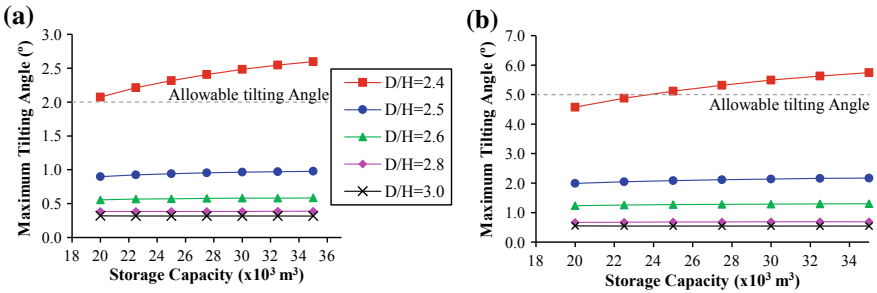 (a)
Maximum Tilting Angle (º)
3.0
2.5
2.0
1.5
1.0
0.5
0.0
Allowable tilting Angle
18 20 22 24 26 28 30 32 34 36
Storage Capacity (x10³ m³)
D/H=2.4
D/H=2.5
D/H=2.6
D/H=2.8
D/H=3.0
(b)
Maximum Tilting Angle (º)
7.0
6.0
5.0
4.0
3.0
2.0
1.0
0.0
Allowable tilting Angle
18 20 22 24 26 28 30 32 34
Storage Capacity (x10³ m³)